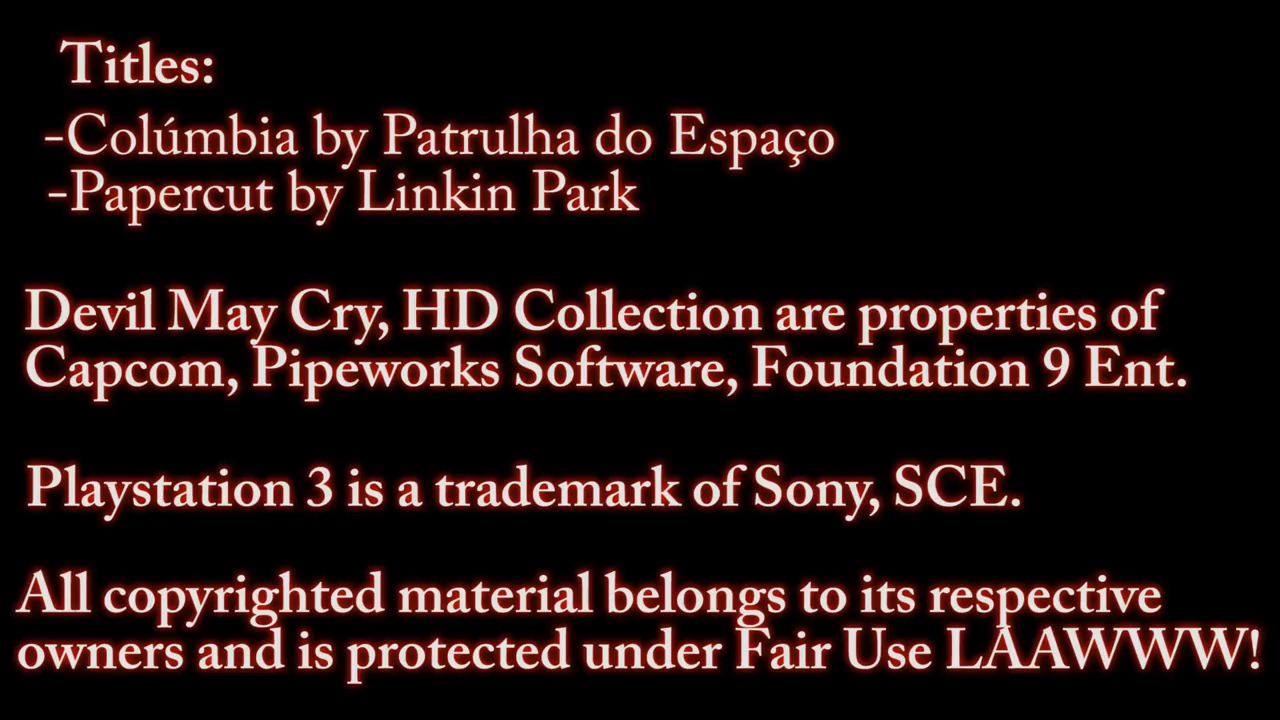 Titles:
-Colúmbia by Patrulha do Espaço
-Papercut by Linkin Park
Devil May Cry, HD Collection are properties of
Capcom, Pipeworks Software, Foundation 9 Ent.
Playstation 3 is a trademark of Sony, SCE.
All copyrighted material belongs to its respective
owners and is protected under Fair Use LAAWWW!